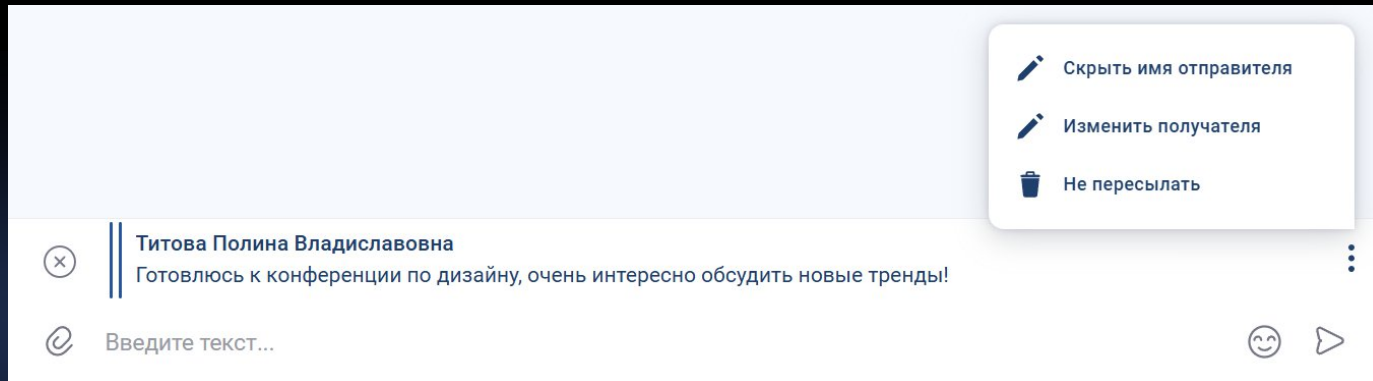 Скрыть имя отправителя
Изменить получателя
Не пересылать
Титова Полина Владиславовна
Готовлюсь к конференции по дизайну, очень интересно обсудить новые тренды!
Введите текст...